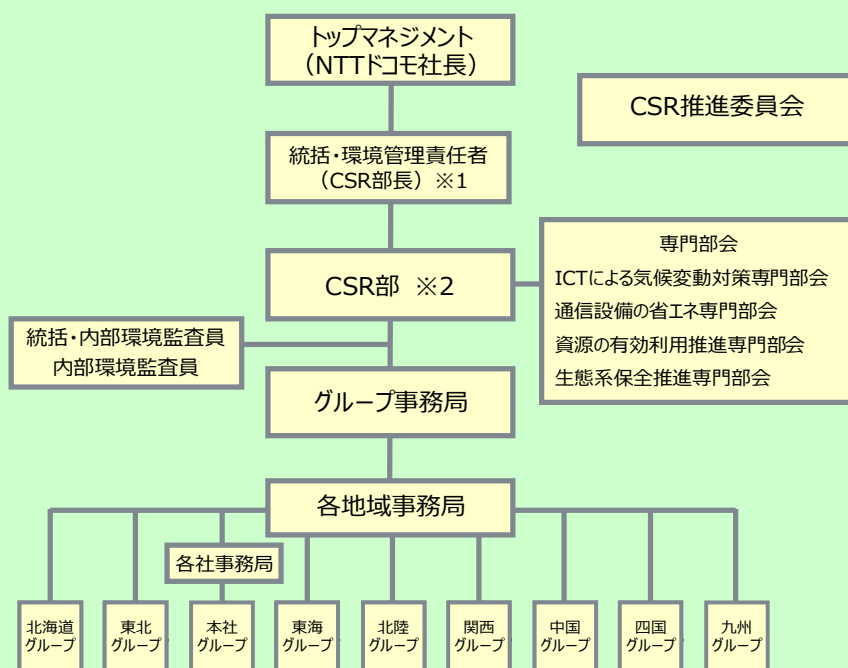 トップマネジメント
（NTTドコモ社長）
CSR推進委員会
統括・環境管理責任者
（CSR部長）※1
CSR部 ※2
専門部会
ICTによる気候変動対策専門部会
通信設備の省エネ専門部会
資源の有効利用推進専門部会
生態系保全推進専門部会
統括・内部環境監査員
内部環境監査員
グループ事務局
各地域事務局
各社事務局
北海道
グループ
東北
グループ
本社
グループ
東海
グループ
北陸
グループ
関西
グループ
中国
グループ
四国
グループ
九州
グループ